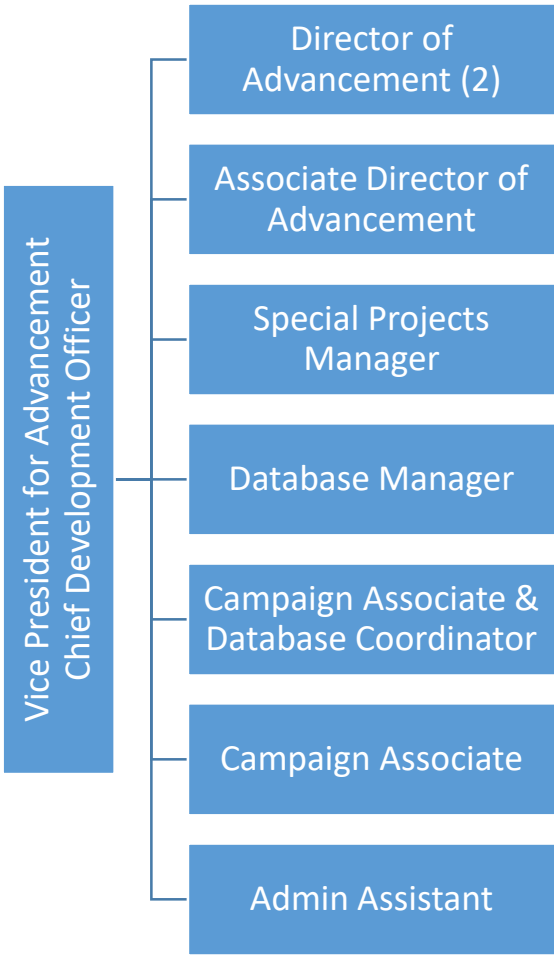 Vice President for Advancement
Chief Development Officer
Director of
Advancement (2)
Associate Director of
Advancement
Special Projects
Manager
Database Manager
Campaign Associate &
Database Coordinator
Campaign Associate
Admin Assistant